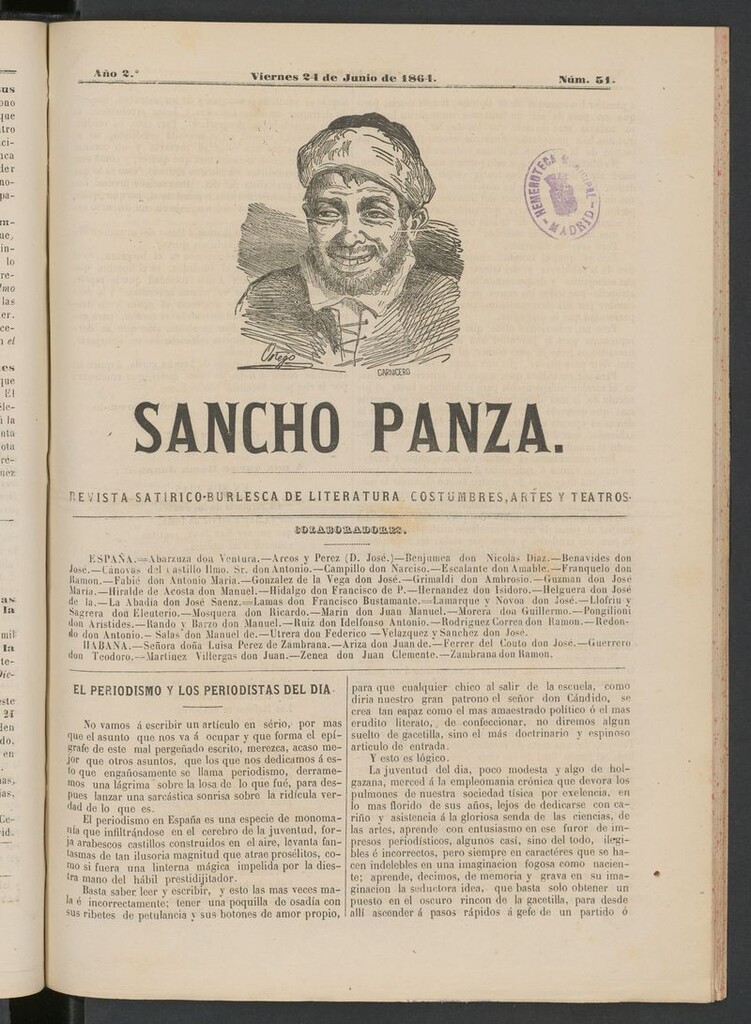 Año 2.º
Viernes 24 de Junio de 1864.
Núm. 51.
HEMEROTECA MUNICIPAL
MADRID
Ortego
CARNICERO
SANCHO PANZA.
REVISTA SATIRICO-BURLESCA DE LITERATURA COSTUMBRES, ARTES Y TEATROS.
COLABORADORES.
ESPAÑA.=Abarzuza don Ventura.—Arcos y Perez (D. José.)—Benjumea don Nicolas Diaz.—Benavides don
José.—Cánovas del Castillo Ilmo. Sr. don Antonio.—Campillo don Narciso.—Escalante don Amable.—Franquelo don
Ramon.—Fabié don Antonio Maria.—Gonzalez de la Vega don José.—Grimaldi don Ambrosio.—Guzman don José
Maria.—Hiralde de Acosta don Manuel.—Hidalgo don Francisco de P.—Hernandez don Isidoro.—Helguera don José
de la.—La Abadía don José Saenz.—Lamas don Francisco Bustamante.—Lamarque y Novoa don José.—Llofriu y
Sagrera don Eleuterio.—Mosquera don Ricardo.—Marin don Juan Manuel.—Morera don Guillermo.—Pongilioni
don Aristides.—Rando y Barzo don Manuel.—Ruiz don Idelfonso Antonio.—Rodriguez Correa don Ramon.—Redon-
do don Antonio.— Salas don Manuel de.—Utrera don Federico —Velazquez y Sanchez don José.
HABANA.—Señora doña Luisa Perez de Zambrana.—Ariza don Juan de.—Ferrer del Couto don José.—Guerrero
don Teodoro.—Martinez Villergas don Juan.—Zenea don Juan Clemente.—Zambrana don Ramon.
EL PERIODISMO Y LOS PERIODISTAS DEL DIA.
No vamos á escribir un artículo en sério, por mas
que el asunto que nos va á ocupar y que forma el epí-
grafe de este mal pergeñado escrito, merezca, acaso me-
jor que otros asuntos, que los que nos dedicamos á es-
to que engañosamente se llama periodismo, derrame-
mos una lágrima sobre la losa de lo que fué, para des-
pues lanzar una sarcástica sonrisa sobre la ridícula ver-
dad de lo que es.
El periodismo en España es una especie de monoma-
nía que infiltrándose en el cerebro de la juventud, for-
ja arabescos castillos construidos en el aire, levanta fan-
tasmas de tan ilusoria magnitud que atrae prosélitos, co-
mo si fuera una linterna mágica impelida por la dies-
tra mano del hábil prestidijitador.
Basta saber leer y escribir, y esto las mas veces ma-
la é incorrectamente; tener una poquilla de osadía con
sus ribetes de petulancia y sus botones de amor propio,
para que cualquier chico al salir de la escuela, como
diria nuestro gran patrono el señor don Cándido, se
crea tan capaz como el mas amaestrado político ó el mas
erudito literato, de confeccionar, no diremos algun
suelto de gacetilla, sino el más doctrinario y espinoso
articulo de entrada.
Y esto es lógico.
La juventud del dia, poco modesta y algo de hol-
gazana, merced á la empleomania crónica que devora los
pulmones de nuestra sociedad tísica por exelencia, en
lo mas florido de sus años, lejos de dedicarse con ca-
riño y asistencia á la gloriosa senda de las ciencias, de
las artes, aprende con entusiasmo en ese furor de im-
presos periodísticos, algunos casi, sino del todo, ilegi-
bles é incorrectos, pero siempre en caractéres que se ha-
cen indelebles en una imaginacion fogosa como nacien-
te; aprende, decimos, de memoria y grava en su ima-
ginacion la seductora idea, que basta solo obtener un
puesto en el oscuro rincon de la gacetilla, para desde
allí ascender á pasos rápidos á gefe de un partido ó